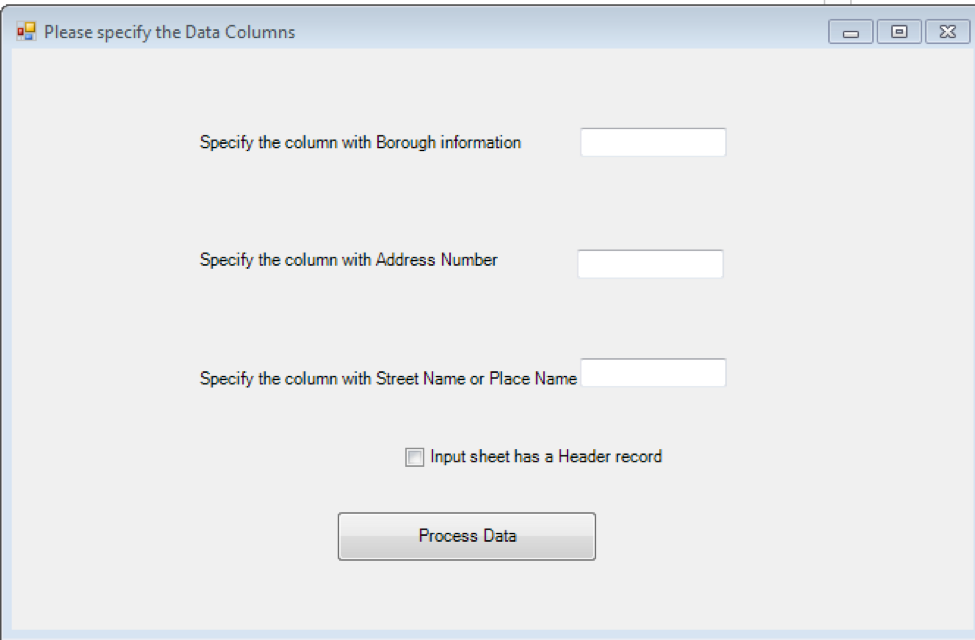 Please specify the Data Columns
Specify the column with Borough information
Specify the column with Address Number
Specify the column with Street Name or Place Name
Input sheet has a Header record
Process Data